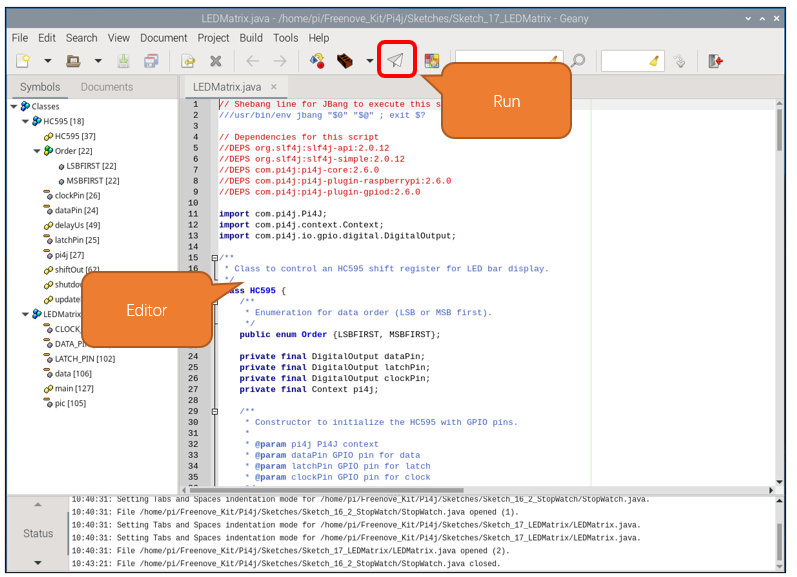 LEDMatrix.java - /home/pi/Freenove_Kit/Pi4j/Sketches/Sketch_17_LEDMatrix - Geany
File Edit Search View Document Project Build Tools Help
Run
Symbols Documents
LEDMatrix.java ×
Classes
HC595 [18]
HC595 [37]
Order [22]
LSBFIRST [22]
MSBFIRST [22]
clockPin [26]
dataPin [24]
delayUs [49]
latchPin [25]
pi4j [27]
shiftOut [62]
shutdow
update
LEDMatrix
CLOCK_
DATA_PIN
LATCH_PIN [102]
data [106]
main [127]
pic [105]
Editor
1 // Shebang line for JBang to execute this s
2 ///usr/bin/env jbang "$0" "$@" ; exit $?
3
4 // Dependencies for this script
5 //DEPS org.slf4j:slf4j-api:2.0.12
6 //DEPS org.slf4j:slf4j-simple:2.0.12
7 //DEPS com.pi4j:pi4j-core:2.6.0
8 //DEPS com.pi4j:pi4j-plugin-raspberrypi:2.6.0
9 //DEPS com.pi4j:pi4j-plugin-gpiod:2.6.0
10
11 import com.pi4j.Pi4J;
12 import com.pi4j.context.Context;
13 import com.pi4j.io.gpio.digital.DigitalOutput;
14
15 /**
16 * Class to control an HC595 shift register for LED bar display.
*/
ass HC595 {
/**
* Enumeration for data order (LSB or MSB first).
*/
public enum Order {LSBFIRST, MSBFIRST};
24 private final DigitalOutput dataPin;
25 private final DigitalOutput latchPin;
26 private final DigitalOutput clockPin;
27 private final Context pi4j;
28
29 /**
30 * Constructor to initialize the HC595 with GPIO pins.
31 *
32 * @param pi4j Pi4J context
33 * @param dataPin GPIO pin for data
34 * @param latchPin GPIO pin for latch
35 * @param clockPin GPIO pin for clock
Status
10:40:31: Setting Tabs and Spaces indentation mode for /home/pi/Freenove_Kit/Pi4j/Sketches/Sketch_16_2_StopWatch/StopWatch.java.
10:40:31: File /home/pi/Freenove_Kit/Pi4j/Sketches/Sketch_16_2_StopWatch/StopWatch.java opened (1).
10:40:31: Setting Tabs and Spaces indentation mode for /home/pi/Freenove_Kit/Pi4j/Sketches/Sketch_17_LEDMatrix/LEDMatrix.java.
10:40:31: Setting Tabs and Spaces indentation mode for /home/pi/Freenove_Kit/Pi4j/Sketches/Sketch_17_LEDMatrix/LEDMatrix.java.
10:40:31: File /home/pi/Freenove_Kit/Pi4j/Sketches/Sketch_17_LEDMatrix/LEDMatrix.java opened (2).
10:43:21: File /home/pi/Freenove_Kit/Pi4j/Sketches/Sketch_16_2_StopWatch/StopWatch.java closed.